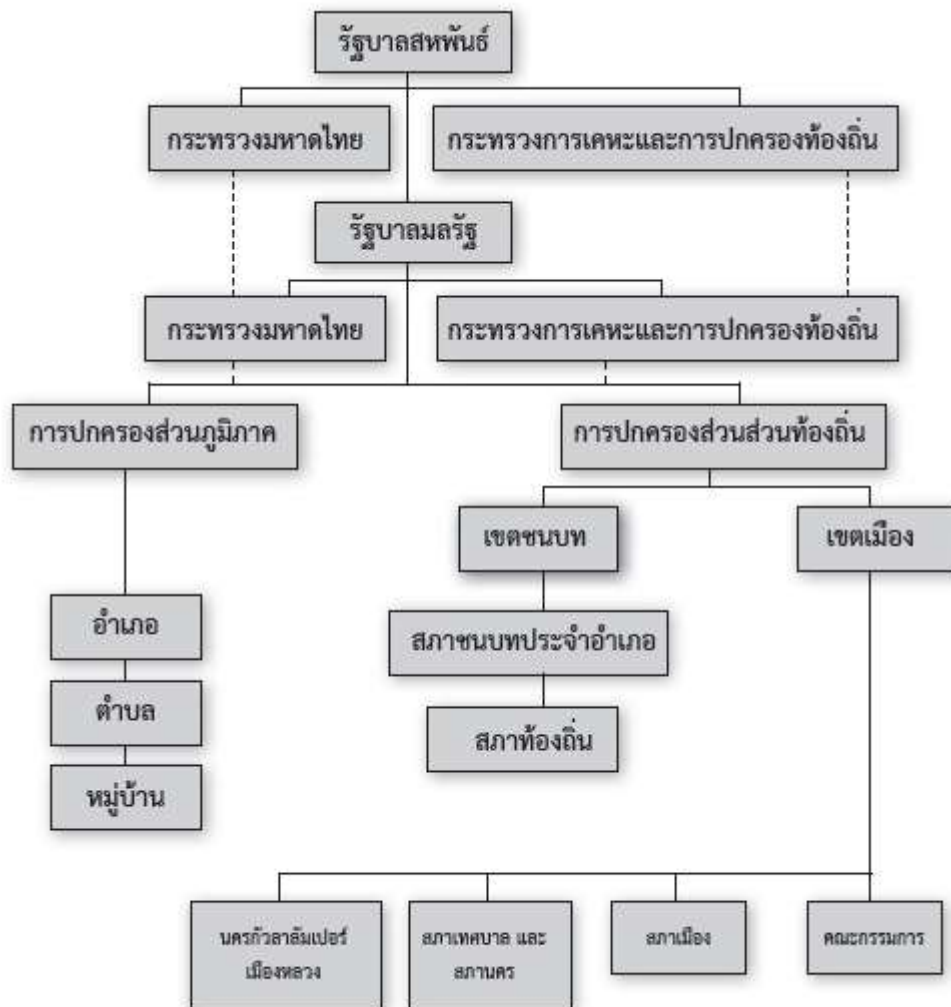 รัฐบาลสหพันธ์
กระทรวงมหาดไทย
กระทรวงการเคหะและการปกครองท้องถิ่น
รัฐบาลมลรัฐ
กระทรวงมหาดไทย
กระทรวงการเคหะและการปกครองท้องถิ่น
การปกครองส่วนภูมิภาค
การปกครองส่วนส่วนท้องถิ่น
เขตชนบท
เขตเมือง
อำเภอ
สภาชนบทประจำอำเภอ
ตำบล
สภาท้องถิ่น
หมู่บ้าน
นครกัวลาลัมเปอร์
เมืองหลวง
สภาเทศบาล และ
สภานคร
สภาเมือง
คณะกรรมการ